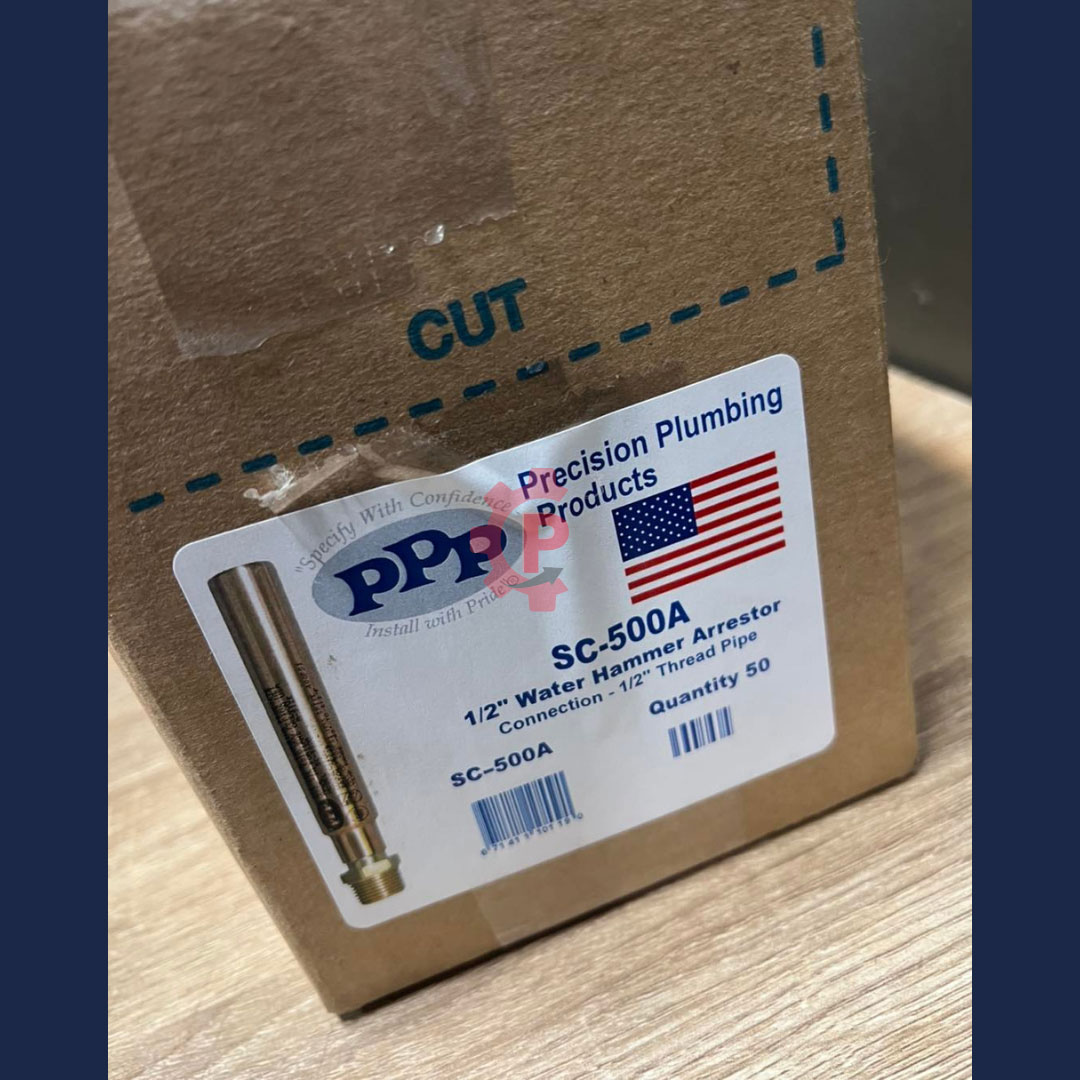 CUT
Precision Plumbing
Products
"Specify With Confidence
PPP
Install with Pride"®
SC-500A
1/2" Water Hammer Arrestor
Connection - 1/2" Thread Pipe
Quantity 50
SC-500A
P